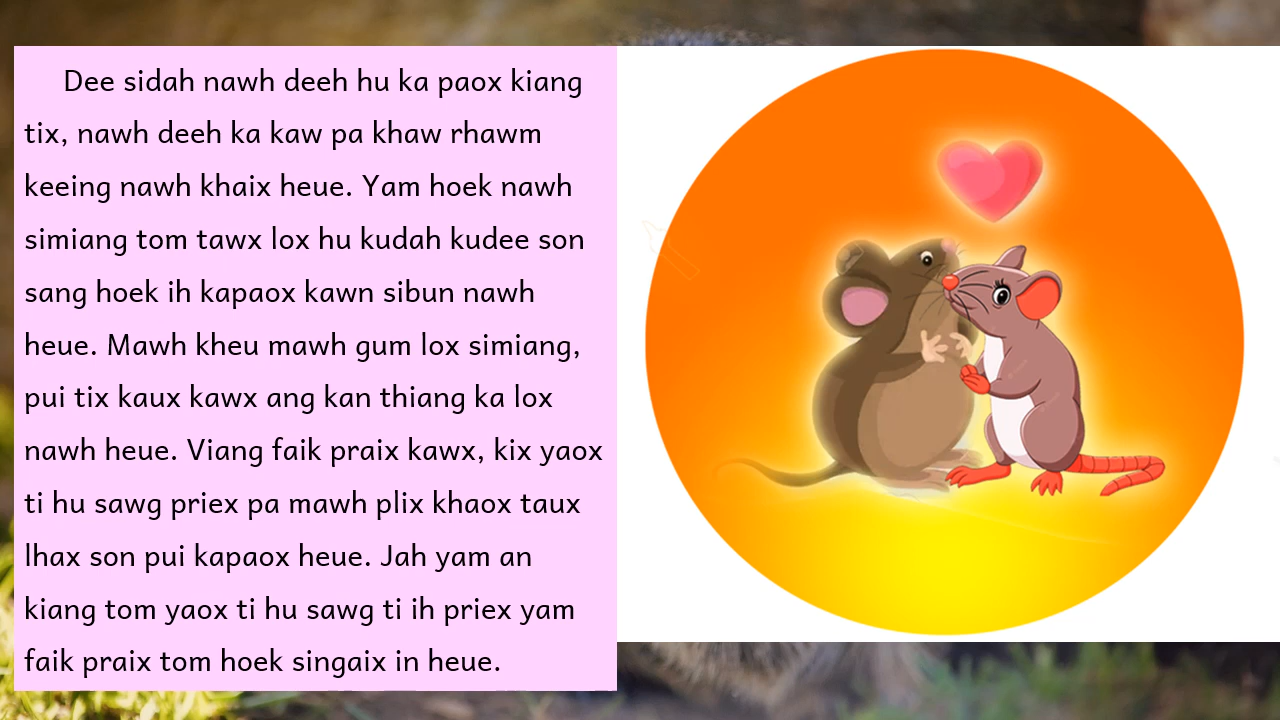 Dee sidah nawh deeh hu ka paox kiang
tix, nawh deeh ka kaw pa khaw rhawm
keeing nawh khaix heue. Yam hoek nawh
simiang tom tawx lox hu kudah kudee son
sang hoek ih kapaox kawn sibun nawh
heue. Mawh kheu mawh gum lox simiang,
pui tix kaux kawx ang kan thiang ka lox
nawh heue. Viang faik praix kawx, kix yaox
ti hu sawg priex pa mawh plix khaox taux
lhax son pui kapaox heue. Jah yam an
kiang tom yaox ti hu sawg ti ih priex yam
faik praix tom hoek singaix in heue.